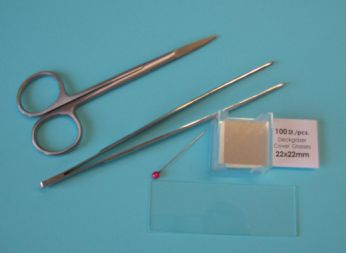 100 St./pcs.
Deckgläser
Cover Glasses
22x22mm